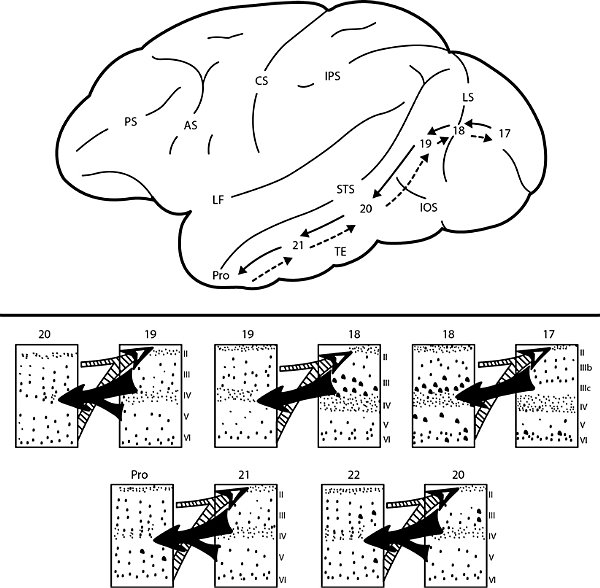 CS
IPS
LS
PS
AS
17
18
19
STS
LF
20
IOS
21
TE
Pro
20 19 19 18 18 17
II
III
IV
V
VI
II
III
IV
V
VI
II
IIIb
IIIc
IV
V
VI
Pro 21 22 20
II
III
IV
V
VI
II
III
IV
V
VI